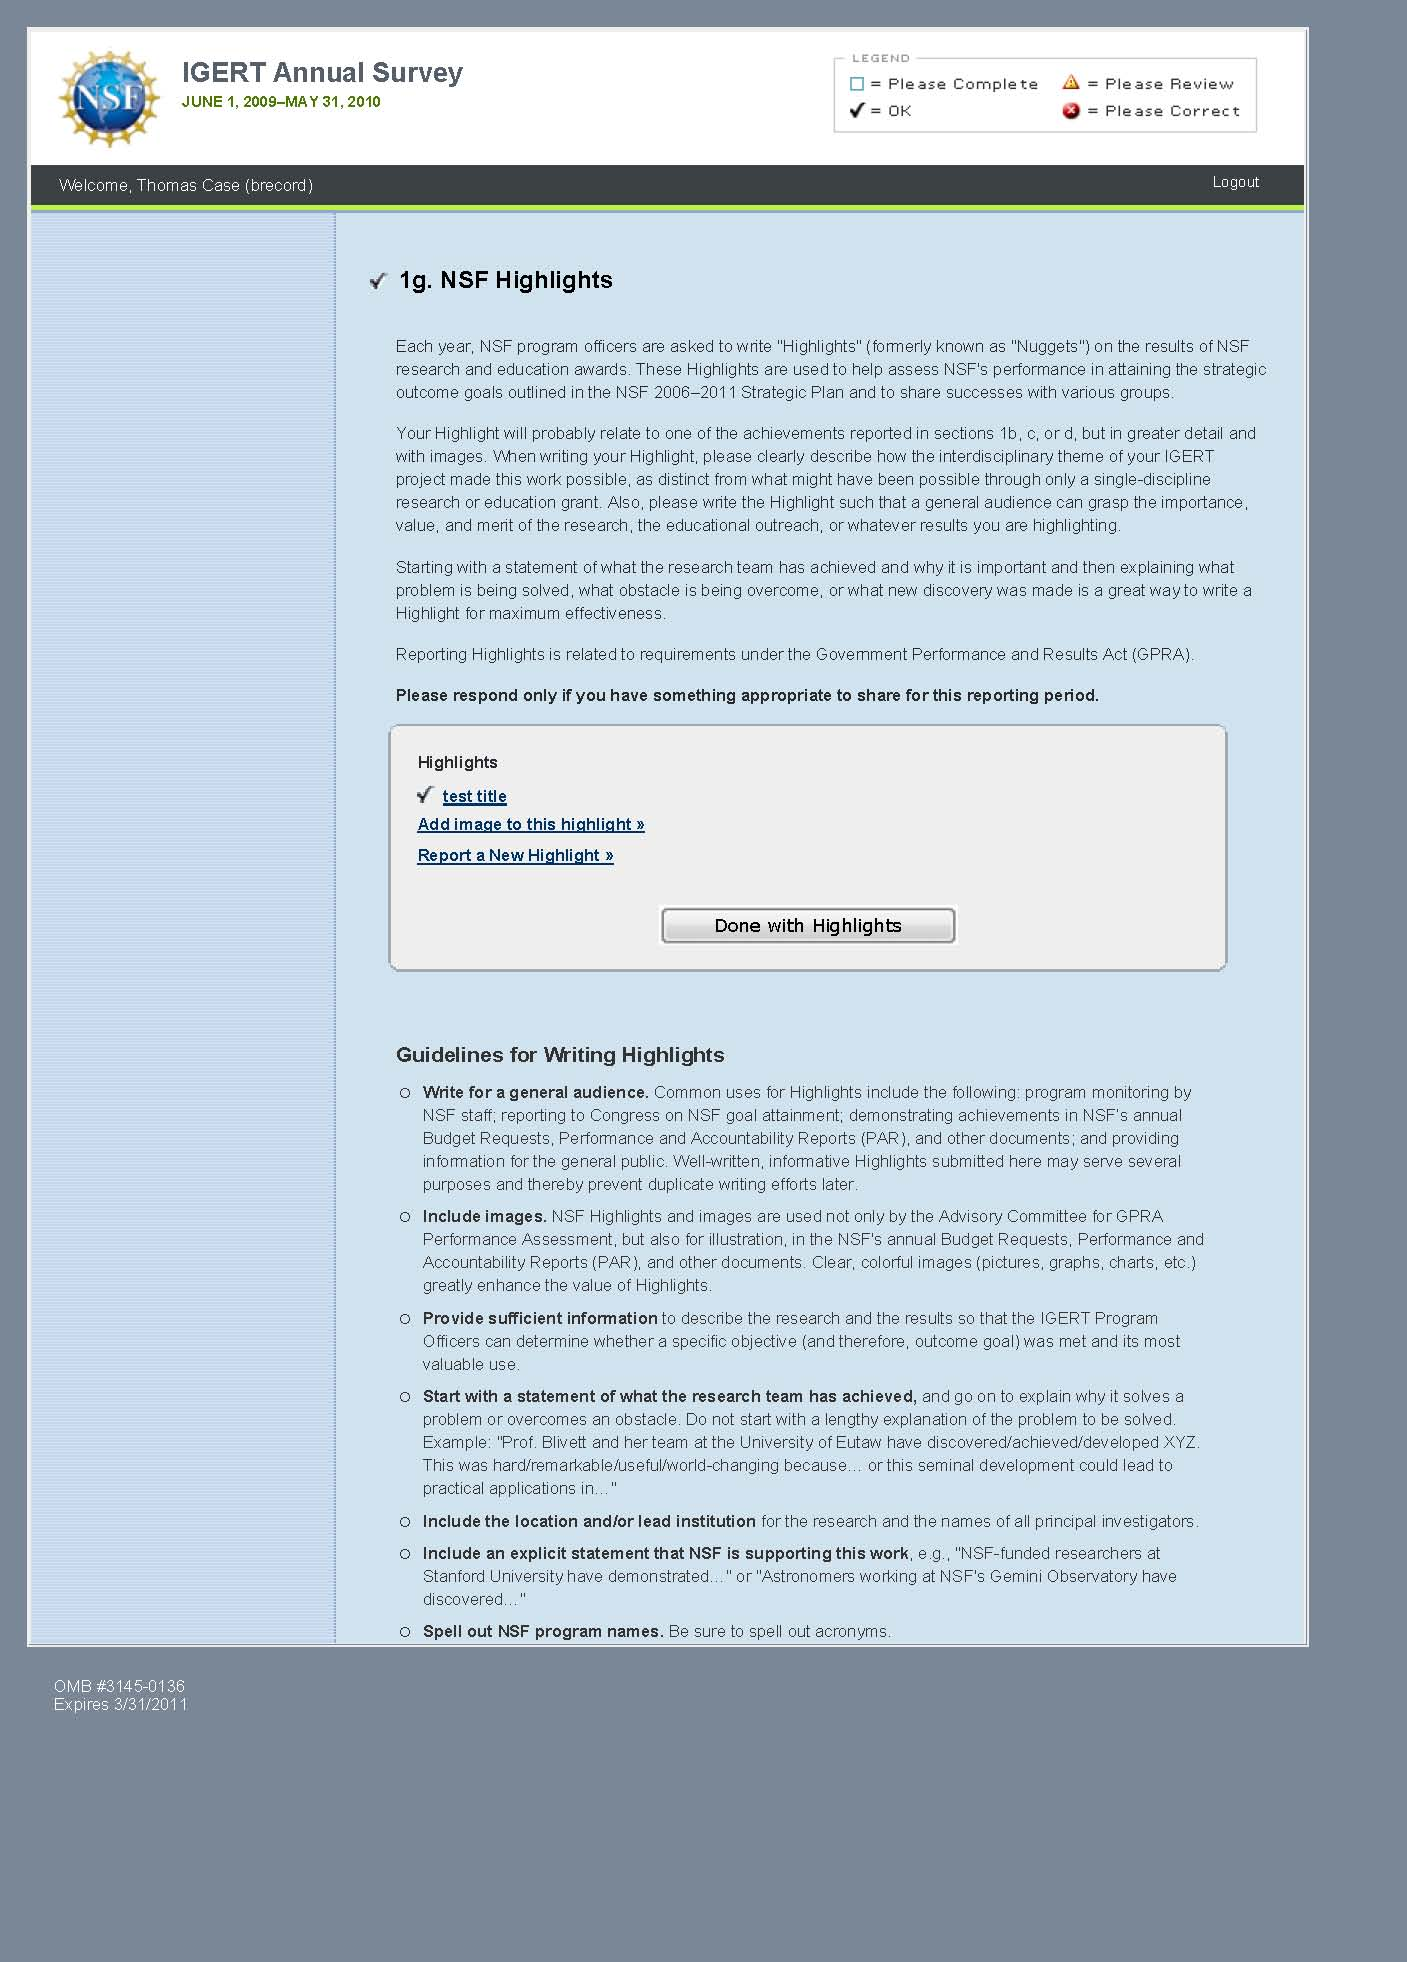 NSF
IGERT Annual Survey
JUNE 1, 2009–MAY 31, 2010
LEGEND
= Please Complete
= Please Review
= OK
= Please Correct
Welcome, Thomas Case (brecord)
Logout
1g. NSF Highlights
Each year, NSF program officers are asked to write "Highlights" (formerly known as "Nuggets") on the results of NSF
research and education awards. These Highlights are used to help assess NSF's performance in attaining the strategic
outcome goals outlined in the NSF 2006–2011 Strategic Plan and to share successes with various groups.
Your Highlight will probably relate to one of the achievements reported in sections 1b, c, or d, but in greater detail and
with images. When writing your Highlight, please clearly describe how the interdisciplinary theme of your IGERT
project made this work possible, as distinct from what might have been possible through only a single-discipline
research or education grant. Also, please write the Highlight such that a general audience can grasp the importance,
value, and merit of the research, the educational outreach, or whatever results you are highlighting.
Starting with a statement of what the research team has achieved and why it is important and then explaining what
problem is being solved, what obstacle is being overcome, or what new discovery was made is a great way to write a
Highlight for maximum effectiveness.
Reporting Highlights is related to requirements under the Government Performance and Results Act (GPRA).
Please respond only if you have something appropriate to share for this reporting period.
Highlights
test title
Add image to this highlight »
Report a New Highlight »
Done with Highlights
Guidelines for Writing Highlights
Write for a general audience. Common uses for Highlights include the following: program monitoring by
NSF staff; reporting to Congress on NSF goal attainment; demonstrating achievements in NSF's annual
Budget Requests, Performance and Accountability Reports (PAR), and other documents; and providing
information for the general public. Well-written, informative Highlights submitted here may serve several
purposes and thereby prevent duplicate writing efforts later.
Include images. NSF Highlights and images are used not only by the Advisory Committee for GPRA
Performance Assessment, but also for illustration, in the NSF's annual Budget Requests, Performance and
Accountability Reports (PAR), and other documents. Clear, colorful images (pictures, graphs, charts, etc.)
greatly enhance the value of Highlights.
Provide sufficient information to describe the research and the results so that the IGERT Program
Officers can determine whether a specific objective (and therefore, outcome goal) was met and its most
valuable use.
Start with a statement of what the research team has achieved, and go on to explain why it solves a
problem or overcomes an obstacle. Do not start with a lengthy explanation of the problem to be solved.
Example: "Prof. Blivett and her team at the University of Eutaw have discovered/achieved/developed XYZ.
This was hard/remarkable/useful/world-changing because... or this seminal development could lead to
practical applications in..."
Include the location and/or lead institution for the research and the names of all principal investigators.
Include an explicit statement that NSF is supporting this work, e.g., "NSF-funded researchers at
Stanford University have demonstrated..." or "Astronomers working at NSF's Gemini Observatory have
discovered..."
Spell out NSF program names. Be sure to spell out acronyms.
OMB #3145-0136
Expires 3/31/2011